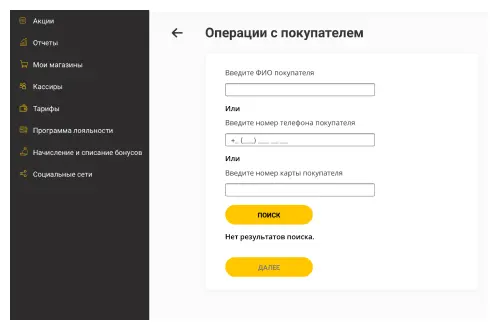 Акции
Отчеты
Мои магазины
Кассиры
Тарифы
Программа лояльности
Начисление и списание бонусов
Социальные сети
Операции с покупателем
Введите ФИО покупателя
Или
Введите номер телефона покупателя
+_ (___) ___ __ __
Или
Введите номер карты покупателя
ПОИСК
Нет результатов поиска.
ДАЛЕЕ